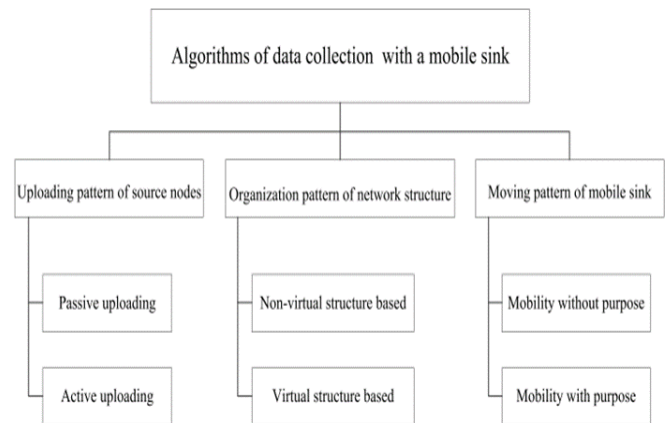 Algorithms of data collection with a mobile sink
Uploading pattern of source nodes
Organization pattern of network structure
Moving pattern of mobile sink
Passive uploading
Non-virtual structure based
Mobility without purpose
Active uploading
Virtual structure based
Mobility with purpose